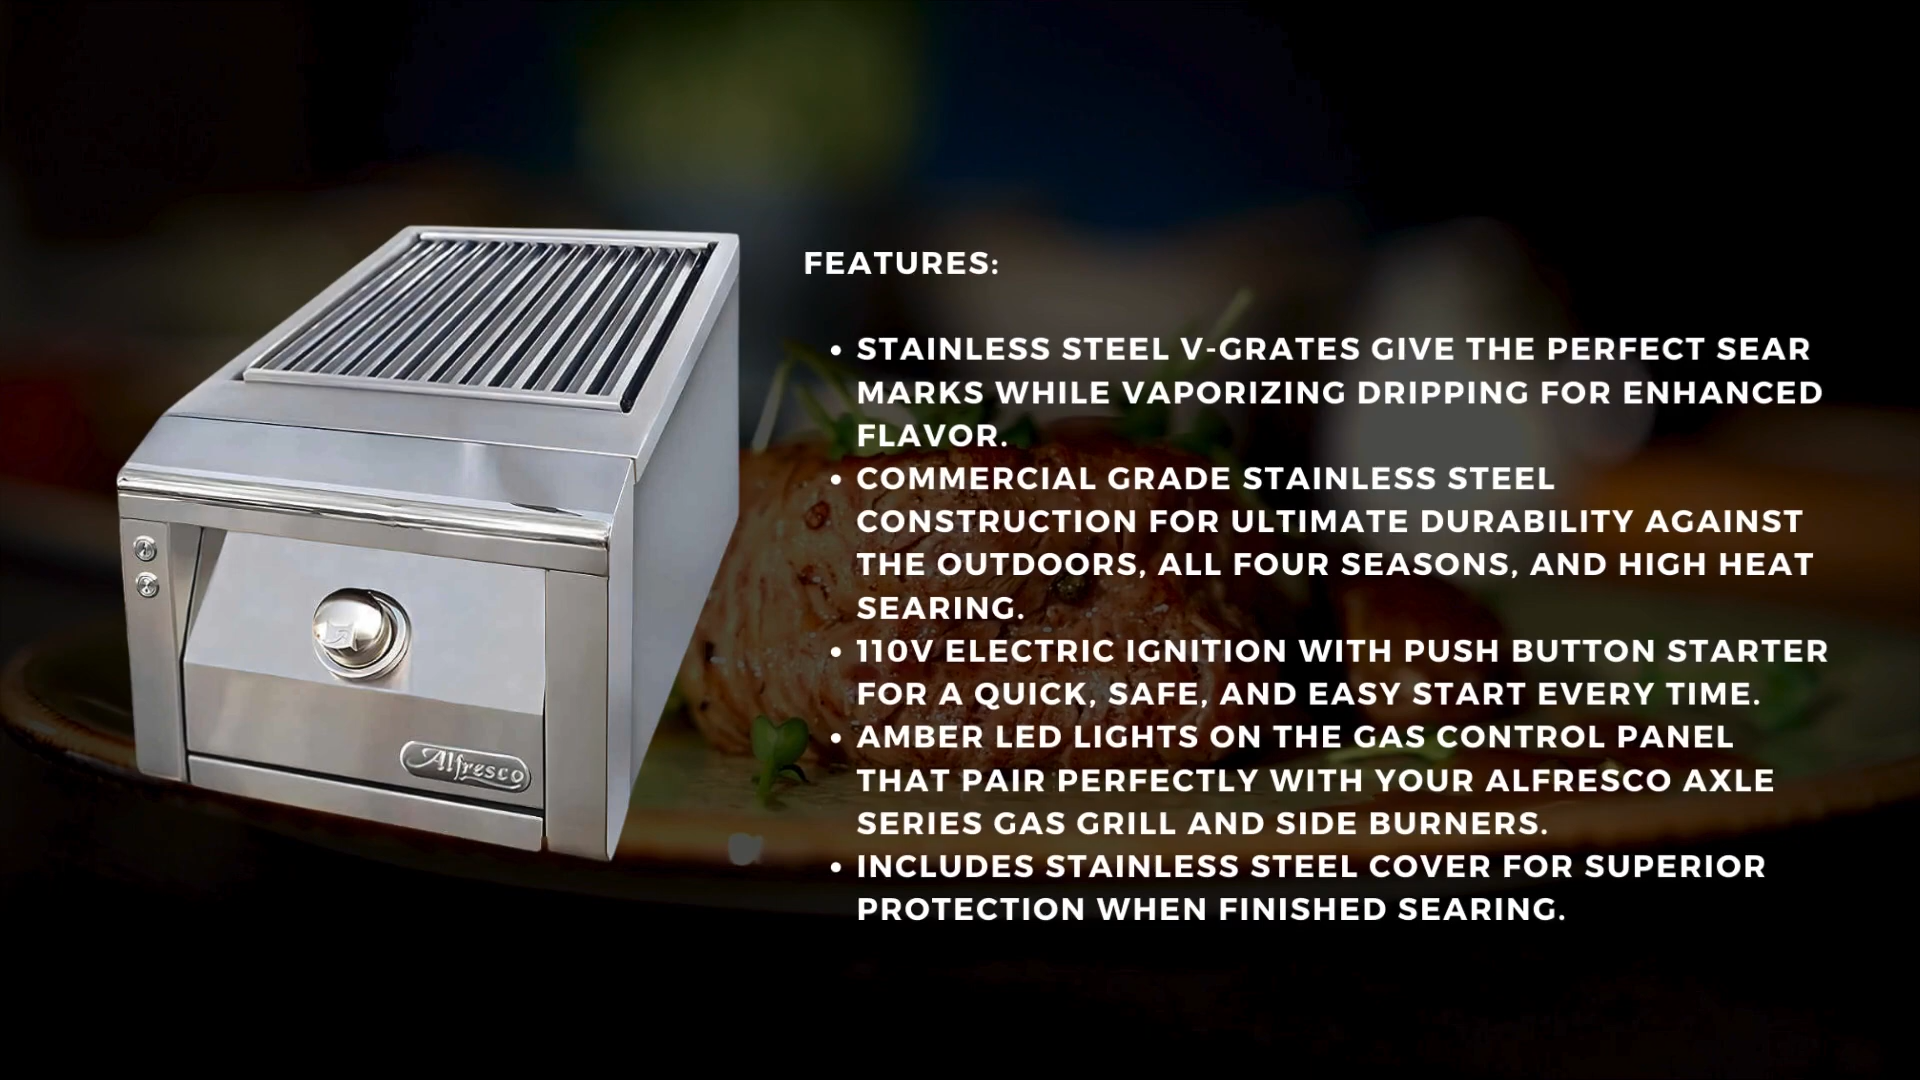 FEATURES:
• STAINLESS STEEL V-GRATES GIVE THE PERFECT SEAR
MARKS WHILE VAPORIZING DRIPPING FOR ENHANCED
FLAVOR.
• COMMERCIAL GRADE STAINLESS STEEL
CONSTRUCTION FOR ULTIMATE DURABILITY AGAINST
THE OUTDOORS, ALL FOUR SEASONS, AND HIGH HEAT
SEARING.
• 110V ELECTRIC IGNITION WITH PUSH BUTTON STARTER
FOR A QUICK, SAFE, AND EASY START EVERY TIME.
• AMBER LED LIGHTS ON THE GAS CONTROL PANEL
THAT PAIR PERFECTLY WITH YOUR ALFRESCO AXLE
SERIES GAS GRILL AND SIDE BURNERS.
• INCLUDES STAINLESS STEEL COVER FOR SUPERIOR
PROTECTION WHEN FINISHED SEARING.
Alfresco